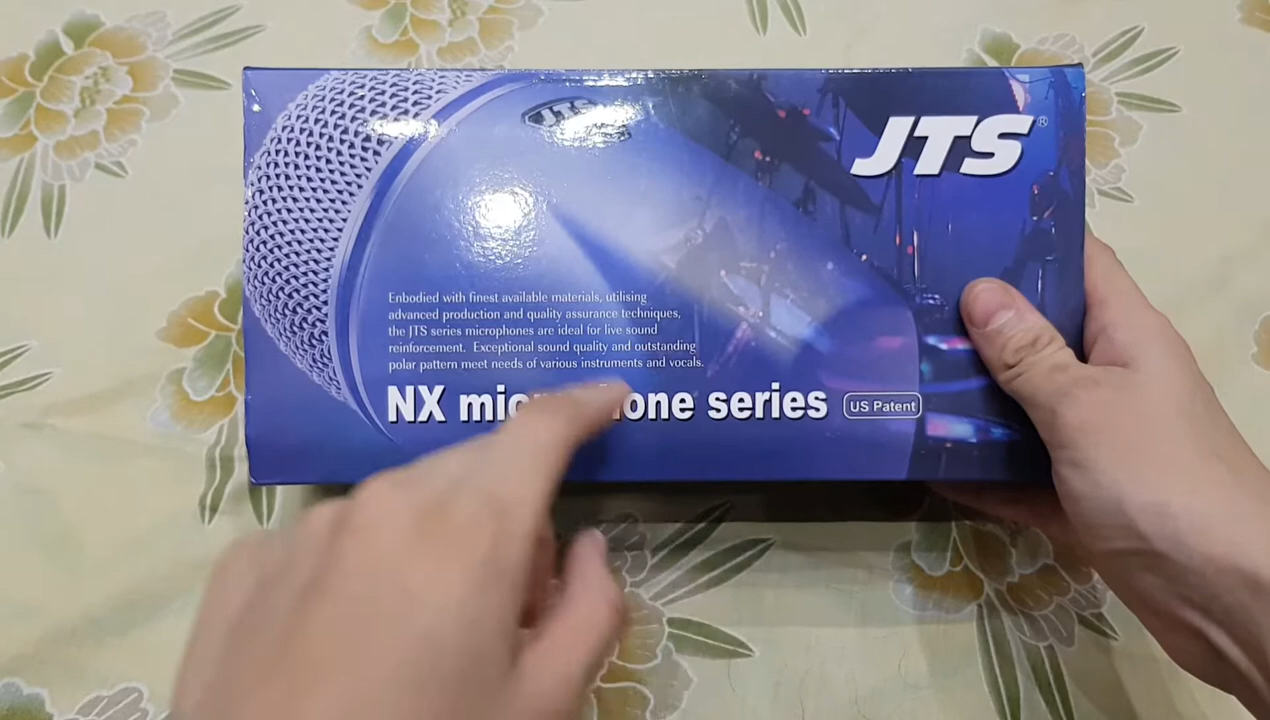 JTS
JTS®
Enbodied with finest available materials, utilising
advanced production and quality assurance techniques,
the JTS series microphones are ideal for live sound
reinforcement. Exceptional sound quality and outstanding
polar pattern meet needs of various instruments and vocals.
NX microphone series US Patent